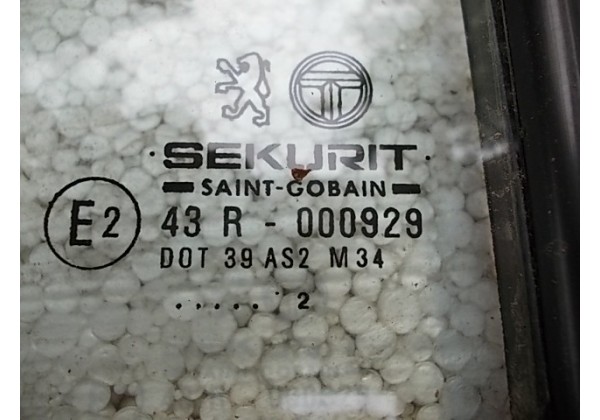 · SEKURIT ·
SAINT-GOBAIN
E2 43 R - 000929
DOT 39 AS2 M34
. . . . . 2